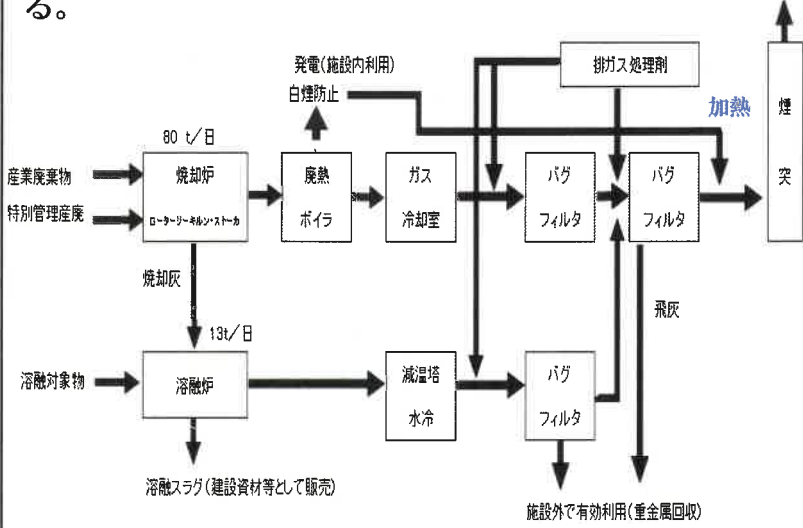 る。
発電(施設内利用)
白煙防止
排ガス処理剤
加熱
煙
突
80 t/日
産業廃棄物
特別管理産廃
焼却炉
ロータリーキルン・ストーカ
廃熱
ボイラ
ガス
冷却室
バグ
フィルタ
バグ
フィルタ
焼却灰
飛灰
13t/日
溶融対象物
溶融炉
減温塔
水冷
バグ
フィルタ
溶融スラグ(建設資材等として販売)
施設外で有効利用(重金属回収)